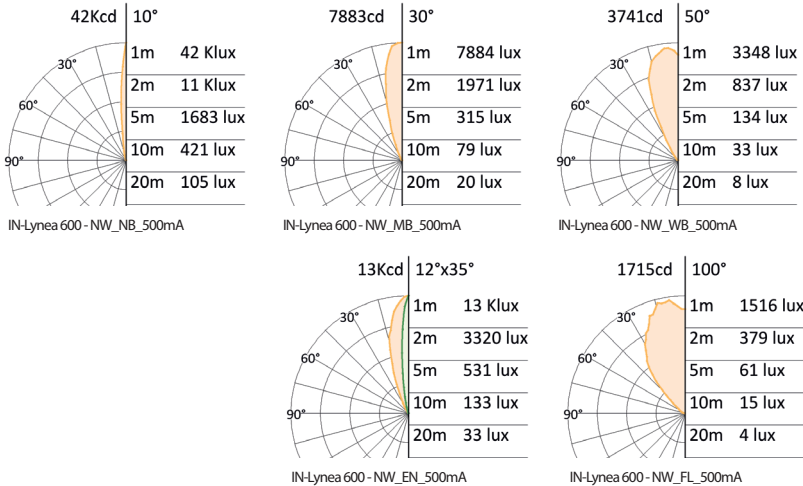 42Kcd 10°
30°
60°
90°
1m 42 Klux
2m 11 Klux
5m 1683 lux
10m 421 lux
20m 105 lux
IN-Lynea 600 - NW_NB_500mA
7883cd 30°
30°
60°
90°
1m 7884 lux
2m 1971 lux
5m 315 lux
10m 79 lux
20m 20 lux
IN-Lynea 600 - NW_MB_500mA
3741cd 50°
30°
60°
90°
1m 3348 lux
2m 837 lux
5m 134 lux
10m 33 lux
20m 8 lux
IN-Lynea 600 - NW_WB_500mA
13Kcd 12°x35°
30°
60°
90°
1m 13 Klux
2m 3320 lux
5m 531 lux
10m 133 lux
20m 33 lux
IN-Lynea 600 - NW_EN_500mA
1715cd 100°
30°
60°
90°
1m 1516 lux
2m 379 lux
5m 61 lux
10m 15 lux
20m 4 lux
IN-Lynea 600 - NW_FL_500mA